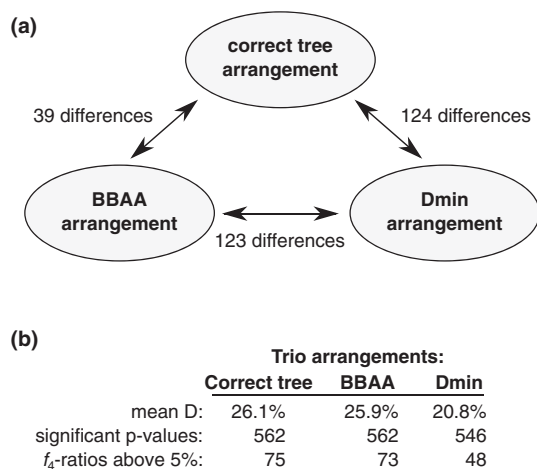 (a)
correct tree
arrangement
39 differences
124 differences
BBAA
arrangement
Dmin
arrangement
123 differences
(b)
Trio arrangements:
Correct tree BBAA Dmin
mean D: 26.1% 25.9% 20.8%
significant p-values: 562 562 546
f4-ratios above 5%: 75 73 48